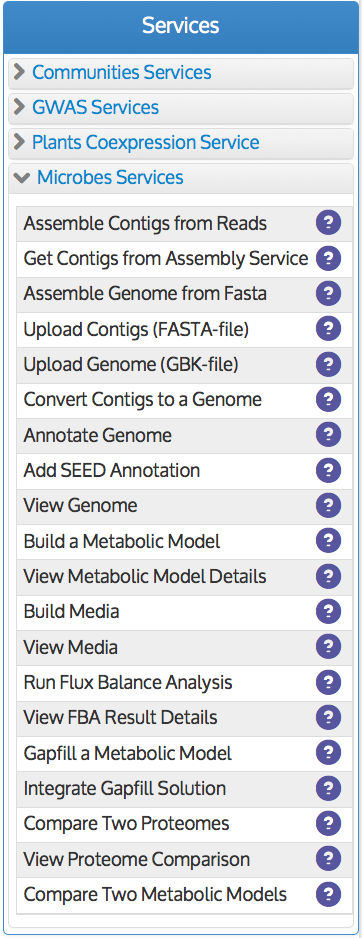 Services
Communities Services
GWAS Services
Plants Coexpression Service
Microbes Services
Assemble Contigs from Reads ?
Get Contigs from Assembly Service ?
Assemble Genome from Fasta ?
Upload Contigs (FASTA-file) ?
Upload Genome (GBK-file) ?
Convert Contigs to a Genome ?
Annotate Genome ?
Add SEED Annotation ?
View Genome ?
Build a Metabolic Model ?
View Metabolic Model Details ?
Build Media ?
View Media ?
Run Flux Balance Analysis ?
View FBA Result Details ?
Gapfill a Metabolic Model ?
Integrate Gapfill Solution ?
Compare Two Proteomes ?
View Proteome Comparison ?
Compare Two Metabolic Models ?